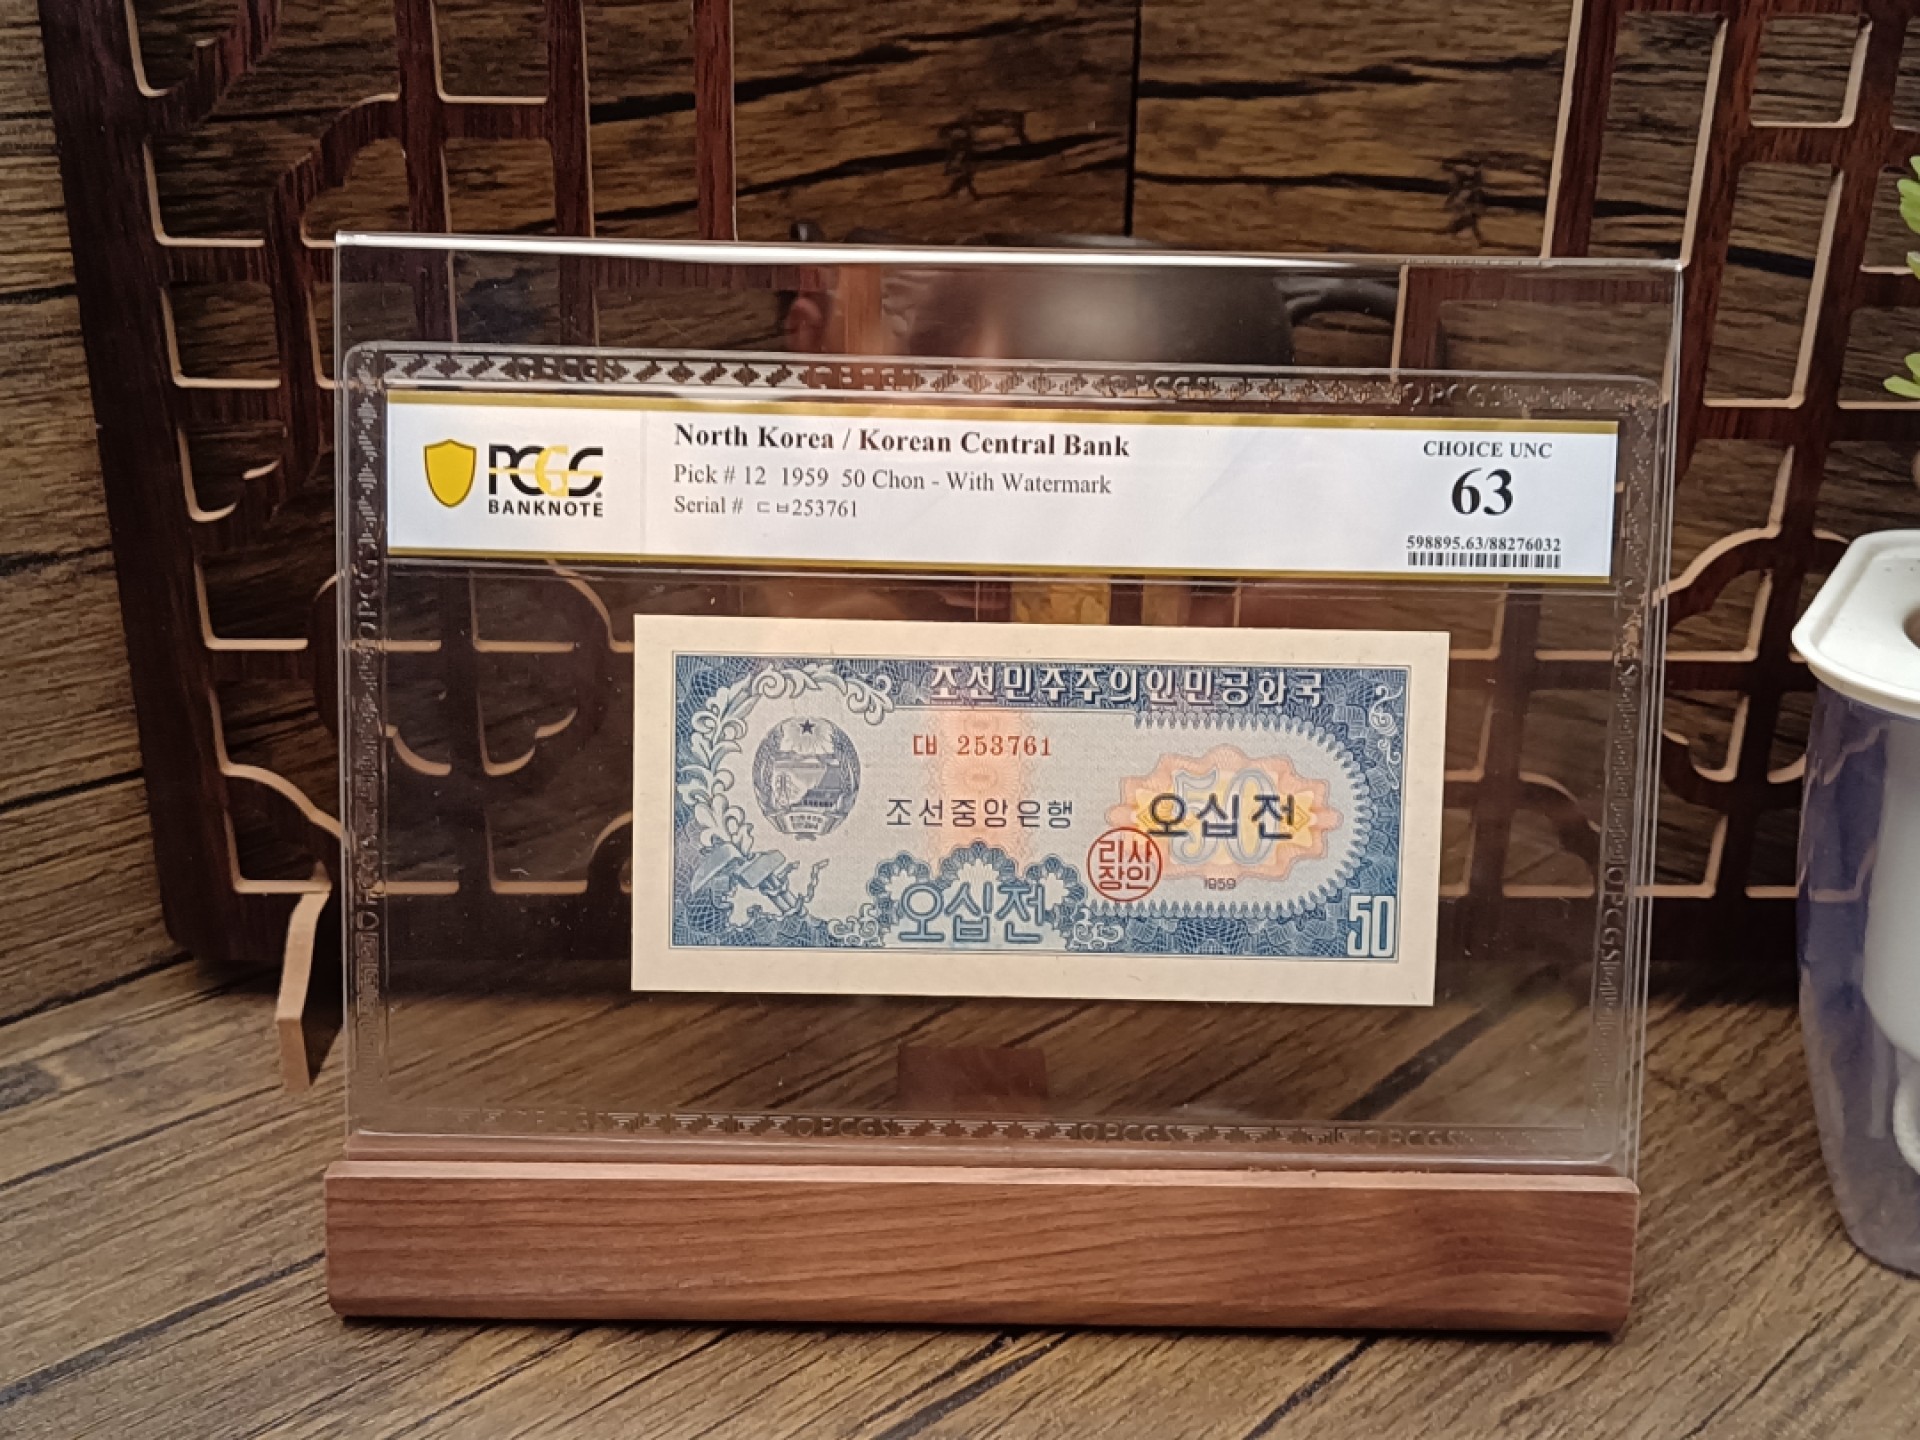 PCGS
BANKNOTE
North Korea / Korean Central Bank
Pick # 12 1959 50 Chon - With Watermark
Serial # ㄷㅂ253761
CHOICE UNC
63
598895.63/88276032
조선민주주의인민공화국
ㄷㅂ 253761
조선중앙은행
50
오십전
리사
장인
1959
오십전
50